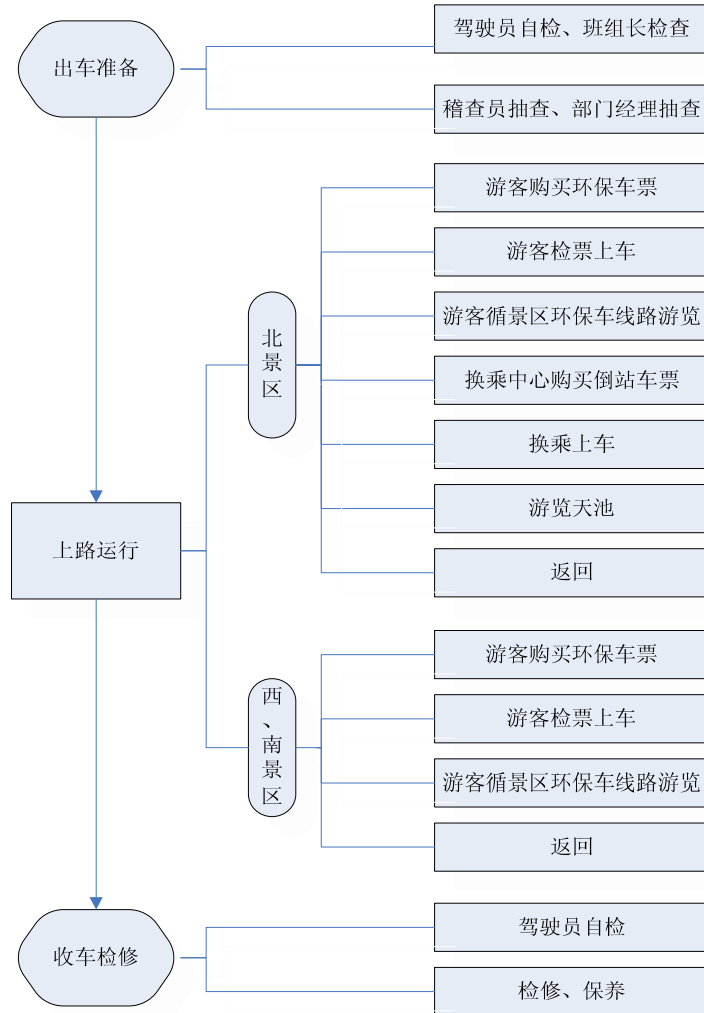 出车准备
驾驶员自检、班组长检查
稽查员抽查、部门经理抽查
上路运行
北景区
游客购买环保车票
游客检票上车
游客循景区环保车线路游览
换乘中心购买倒站车票
换乘上车
游览天池
返回
西、南景区
游客购买环保车票
游客检票上车
游客循景区环保车线路游览
返回
收车检修
驾驶员自检
检修、保养